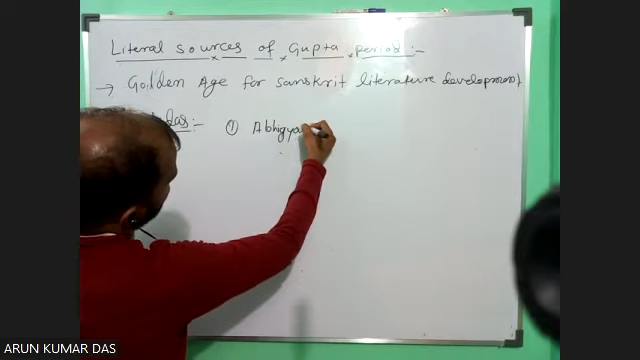 Literal sources of Gupta period :-
→ Golden Age for Sanskrit literature development
das :- ① Abhigya
ARUN KUMAR DAS